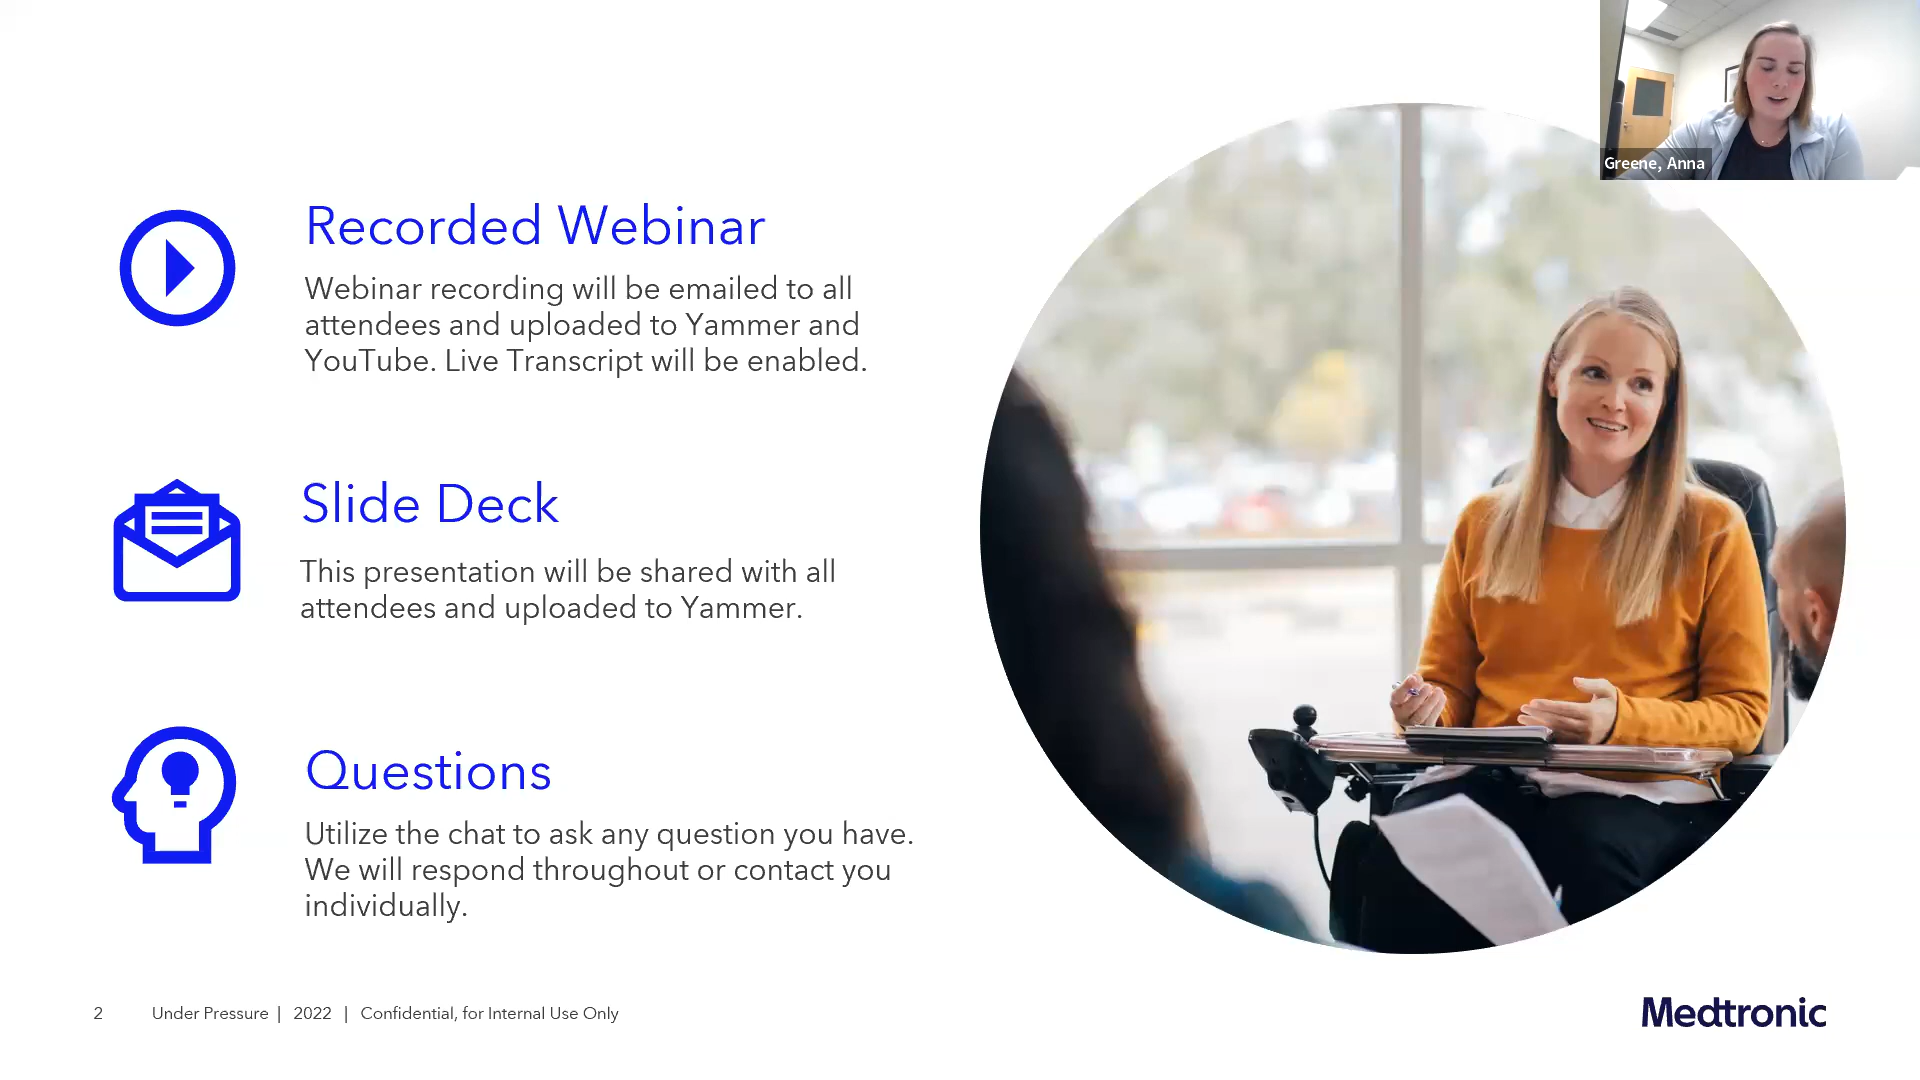 Greene, Anna
Recorded Webinar
Webinar recording will be emailed to all
attendees and uploaded to Yammer and
YouTube. Live Transcript will be enabled.
Slide Deck
This presentation will be shared with all
attendees and uploaded to Yammer.
Questions
Utilize the chat to ask any question you have.
We will respond throughout or contact you
individually.
2 Under Pressure | 2022 | Confidential, for Internal Use Only
Medtronic